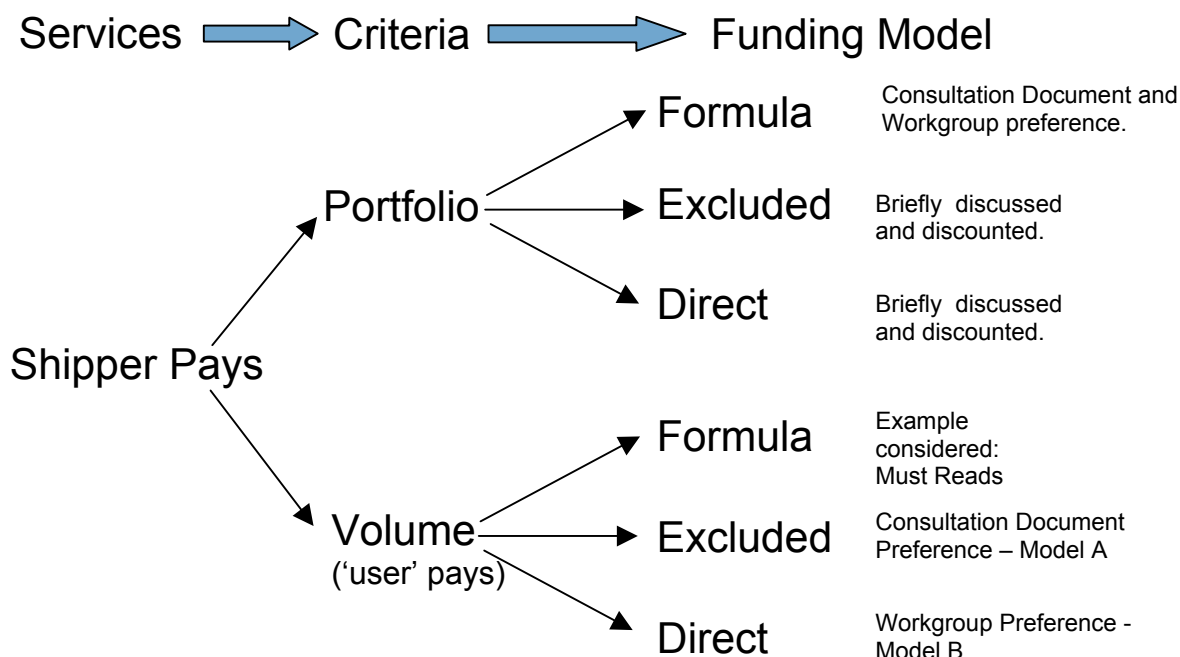 Services Criteria Funding Model
Formula
Consultation Document and
Workgroup preference.
Portfolio
Excluded
Briefly discussed
and discounted.
Direct
Briefly discussed
and discounted.
Shipper Pays
Formula
Example
considered:
Must Reads
Volume
('user' pays)
Excluded
Consultation Document
Preference – Model A
Direct
Workgroup Preference -
Model B